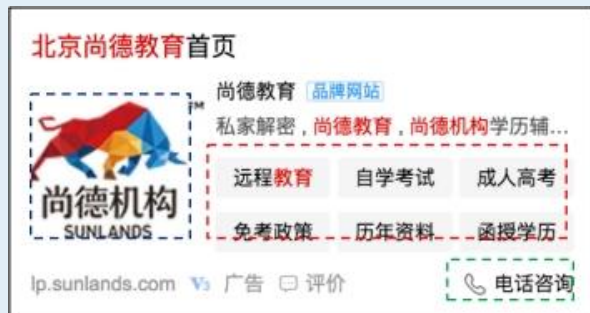 北京尚德教育首页
尚德教育 品牌网站
私家解密,尚德教育,尚德机构学历辅...
尚德机构
SUNLANDS
TM
远程教育 自学考试 成人高考
免考政策 历年资料 函授学历
lp.sunlands.com V3 广告 评价 电话咨询